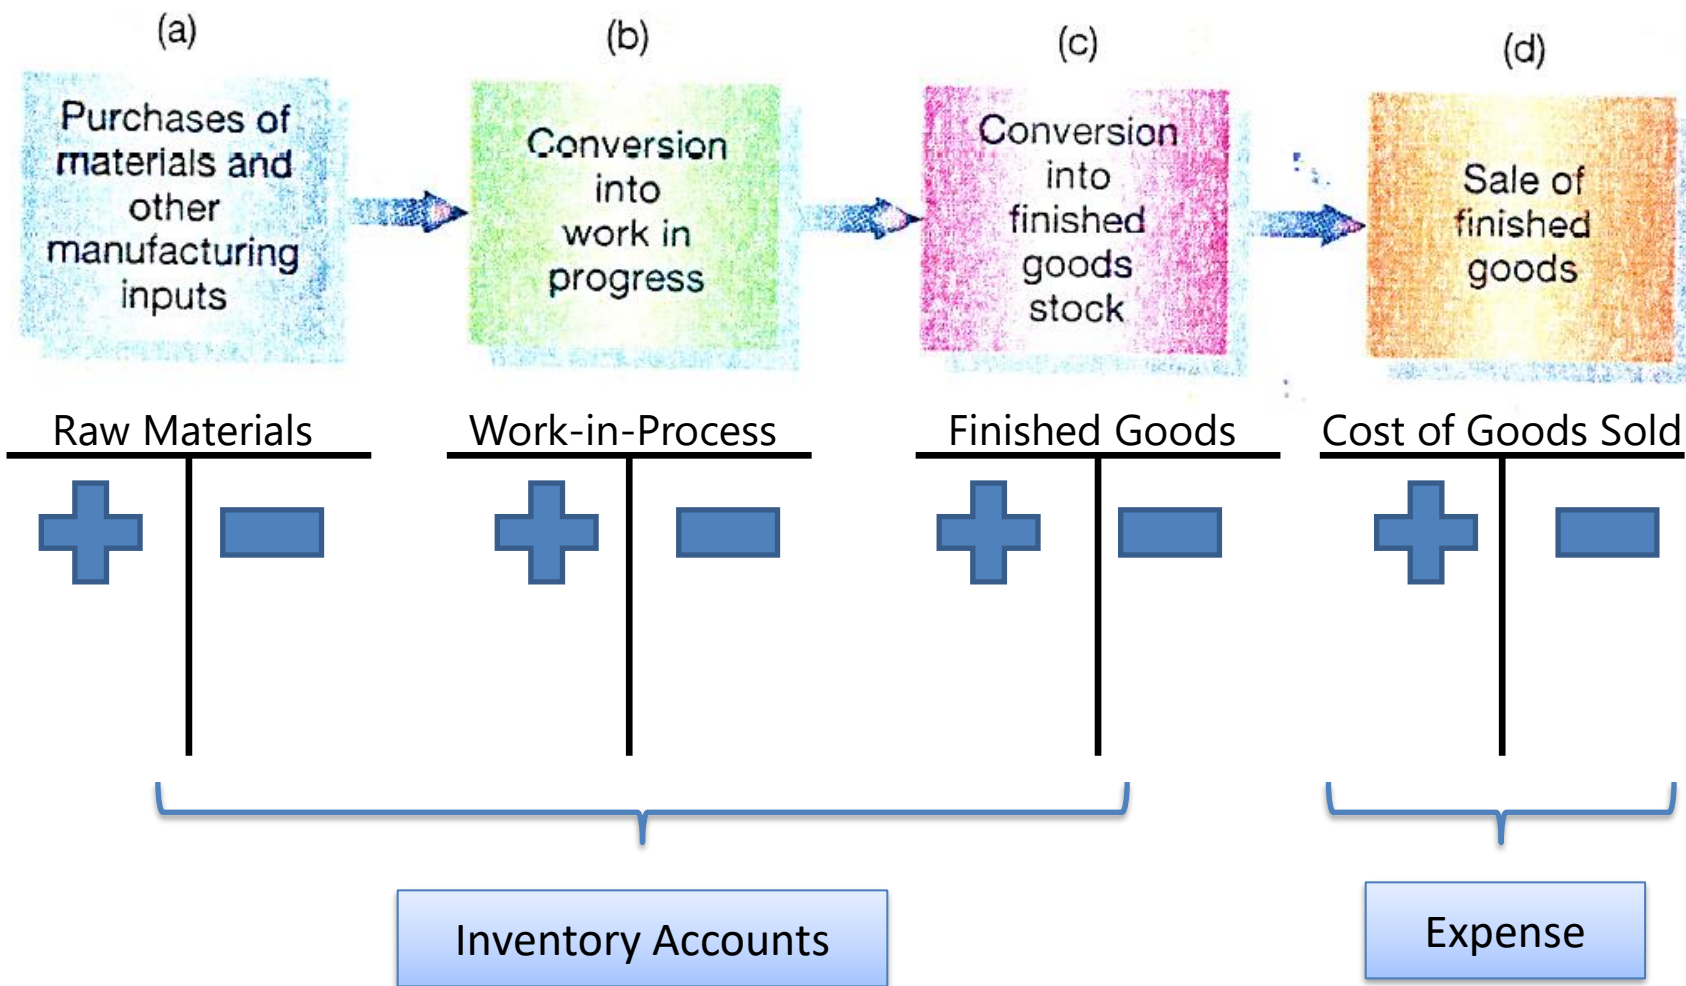 (a)
(b)
(c)
(d)
Purchases of
materials and
other
manufacturing
inputs
Conversion
into
work in
progress
Conversion
into
finished
goods
stock
Sale of
finished
goods
Raw Materials
Work-in-Process
Finished Goods
Cost of Goods Sold
Inventory Accounts
Expense